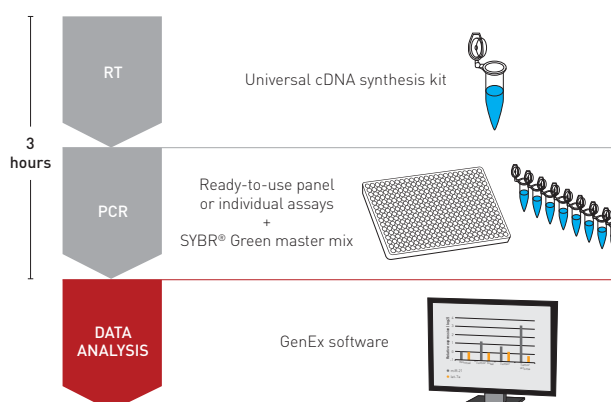 RT
Universal cDNA synthesis kit
3
hours
PCR
Ready-to-use panel
or individual assays
+
SYBR® Green master mix
DATA
ANALYSIS
GenEx software